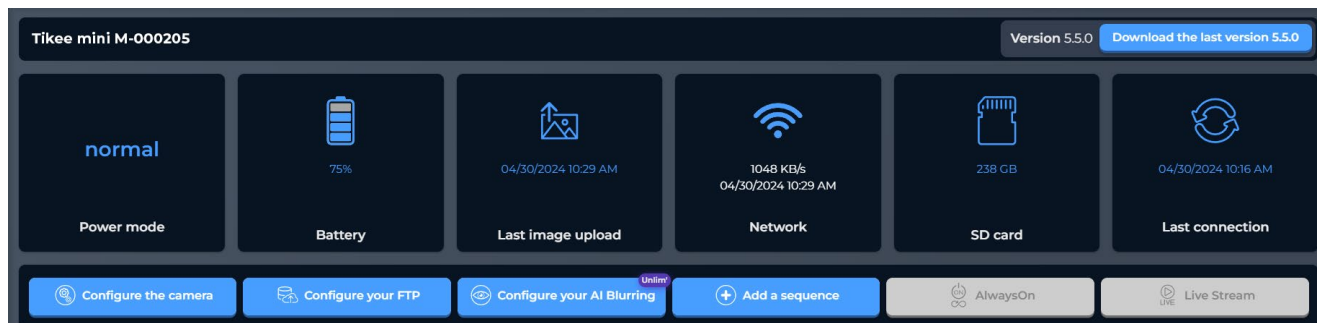 Tikee mini M-000205
Version 5.5.0
Download the last version 5.5.0
normal
Power mode
75%
Battery
04/30/2024 10:29 AM
Last image upload
1048 KB/s
04/30/2024 10:29 AM
Network
238 GB
SD card
04/30/2024 10:16 AM
Last connection
Configure the camera
Configure your FTP
Configure your AI Blurring
Unlim'
Add a sequence
ON
AlwaysOn
LIVE
Live Stream